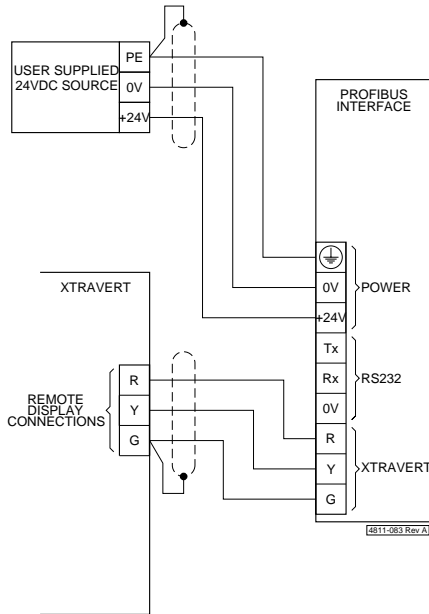 USER SUPPLIED
24VDC SOURCE
PE
0V
+24V
PROFIBUS
INTERFACE
0V
+24V
POWER
Tx
Rx
0V
RS232
R
Y
G
XTRAVERT
XTRAVERT
REMOTE
DISPLAY
CONNECTIONS
R
Y
G
4811-083 Rev A